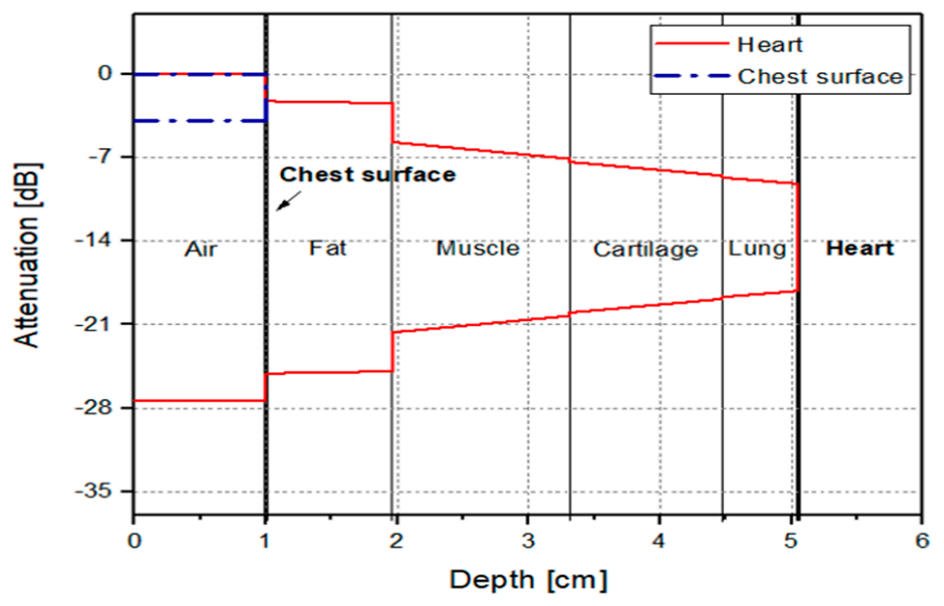 Heart
Chest surface
0
-7
-14
-21
-28
-35
Attenuation [dB]
Chest surface
Air
Fat
Muscle
Cartilage
Lung
Heart
0
1
2
3
4
5
6
Depth [cm]